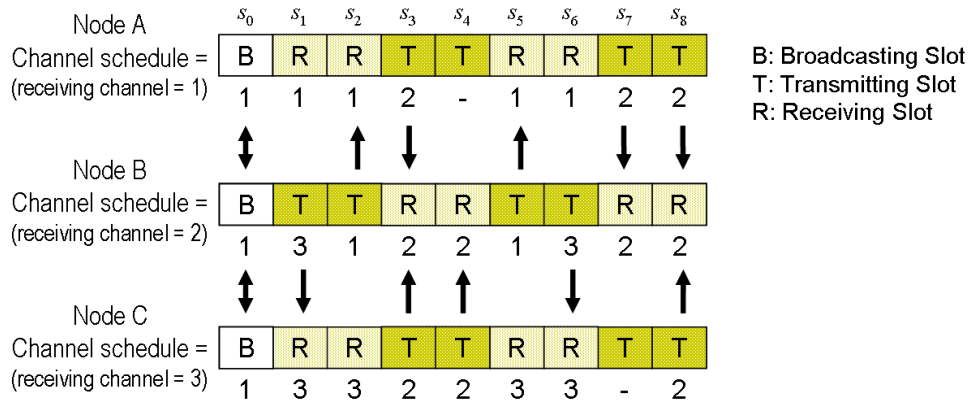 s0 s1 s2 s3 s4 s5 s6 s7 s8
Node A
Channel schedule =
(receiving channel = 1)
B R R T T R R T T
1 1 1 2 - 1 1 2 2
B: Broadcasting Slot
T: Transmitting Slot
R: Receiving Slot
Node B
Channel schedule =
(receiving channel = 2)
B T T R R T T R R
1 3 1 2 2 1 3 2 2
Node C
Channel schedule =
(receiving channel = 3)
B R R T T R R T T
1 3 3 2 2 3 3 - 2